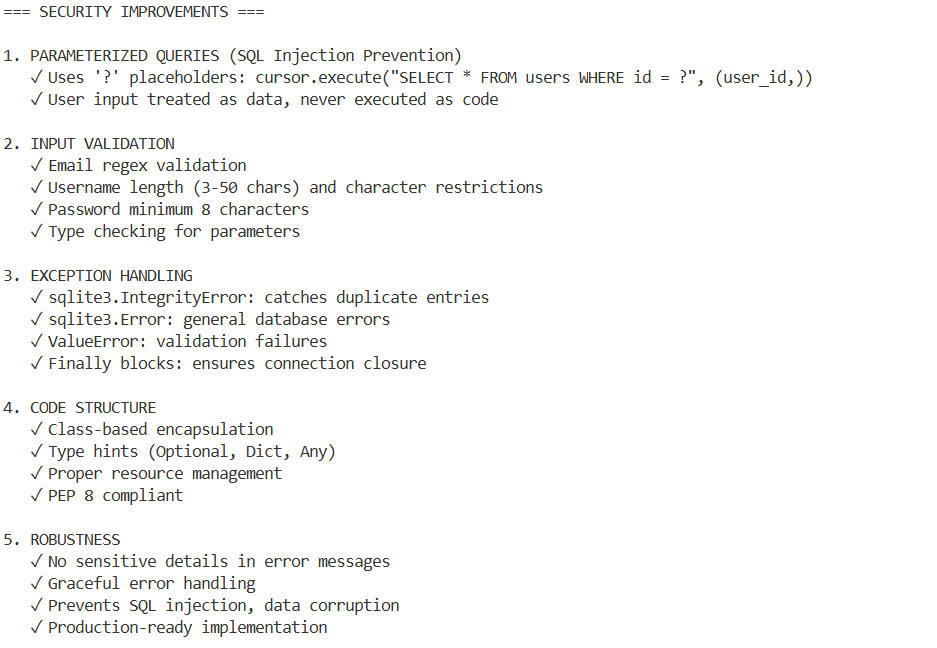 === SECURITY IMPROVEMENTS ===
1. PARAMETERIZED QUERIES (SQL Injection Prevention)
✓ Uses '?' placeholders: cursor.execute("SELECT * FROM users WHERE id = ?", (user_id,))
✓ User input treated as data, never executed as code
2. INPUT VALIDATION
✓ Email regex validation
✓ Username length (3-50 chars) and character restrictions
✓ Password minimum 8 characters
✓ Type checking for parameters
3. EXCEPTION HANDLING
✓ sqlite3.IntegrityError: catches duplicate entries
✓ sqlite3.Error: general database errors
✓ ValueError: validation failures
✓ Finally blocks: ensures connection closure
4. CODE STRUCTURE
✓ Class-based encapsulation
✓ Type hints (Optional, Dict, Any)
✓ Proper resource management
✓ PEP 8 compliant
5. ROBUSTNESS
✓ No sensitive details in error messages
✓ Graceful error handling
✓ Prevents SQL injection, data corruption
✓ Production-ready implementation